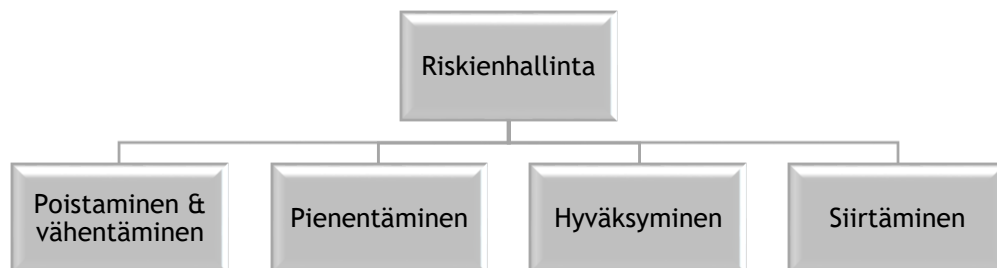 Riskienhallinta
Poistaminen &
vähentäminen
Pienentäminen
Hyväksyminen
Siirtäminen